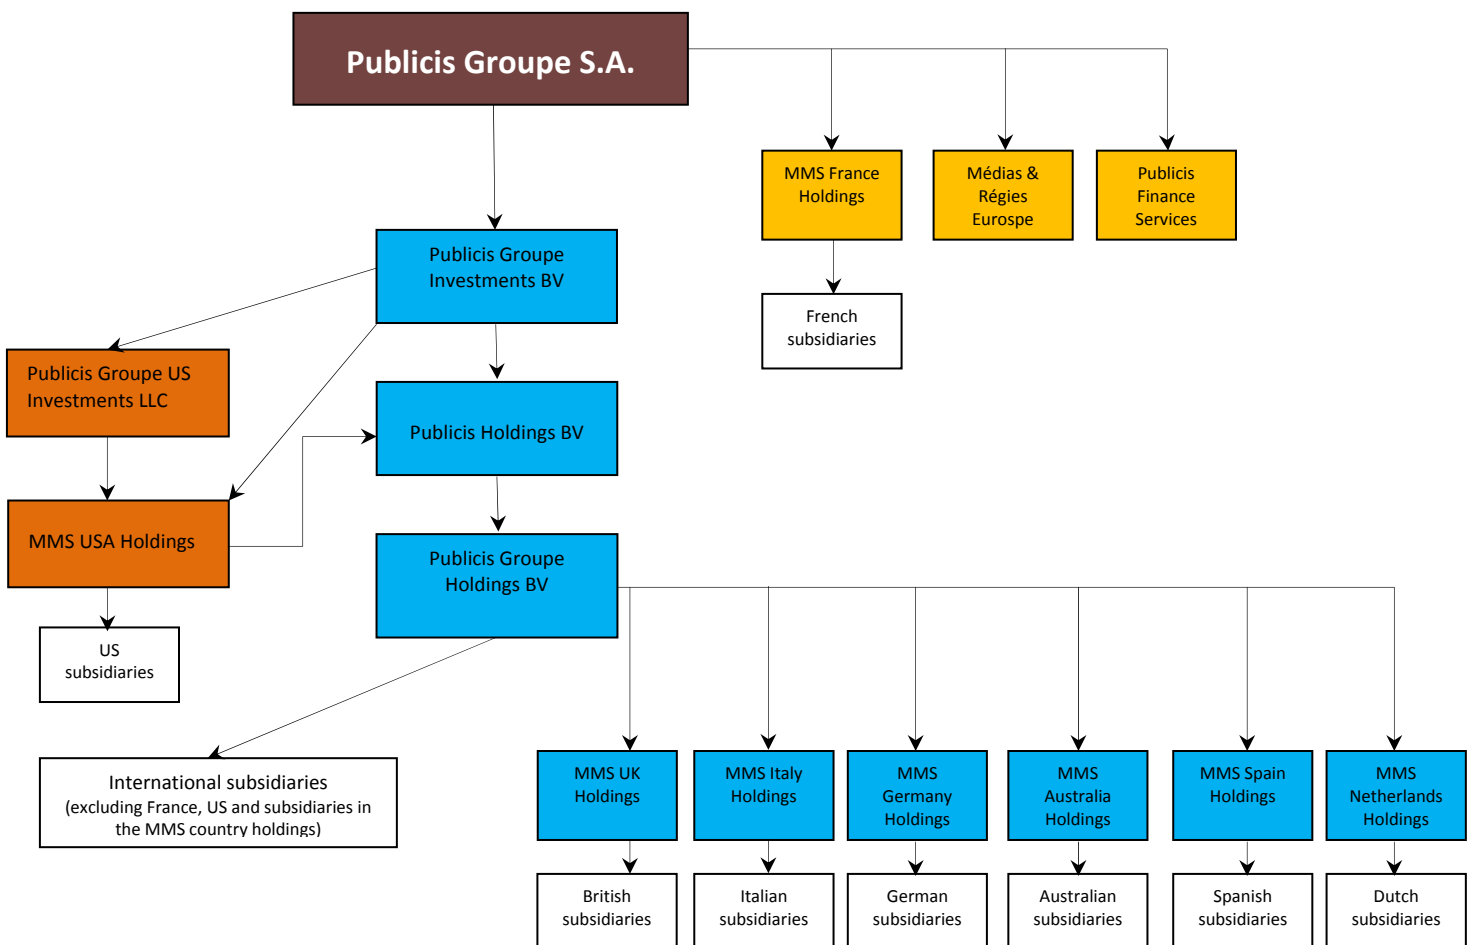 Publicis Groupe S.A.
MMS France
Holdings
Médias &
Régies
Eurospe
Publicis
Finance
Services
Publicis Groupe
Investments BV
French
subsidiaries
Publicis Groupe US
Investments LLC
Publicis Holdings BV
MMS USA Holdings
Publicis Groupe
Holdings BV
US
subsidiaries
International subsidiaries
(excluding France, US and subsidiaries in
the MMS country holdings)
MMS UK
Holdings
MMS Italy
Holdings
MMS
Germany
Holdings
MMS
Australia
Holdings
MMS Spain
Holdings
MMS
Netherlands
Holdings
British
subsidiaries
Italian
subsidiaries
German
subsidiaries
Australian
subsidiaries
Spanish
subsidiaries
Dutch
subsidiaries